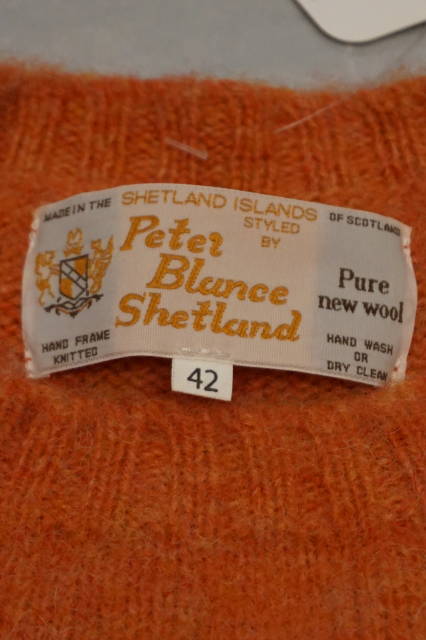 MADE IN THE SHETLAND ISLANDS OF SCOTLAND
STYLED
BY
Peter
Blance
Shetland
Pure
new wool
HAND FRAME
KNITTED
HAND WASH
OR
DRY CLEAN
42